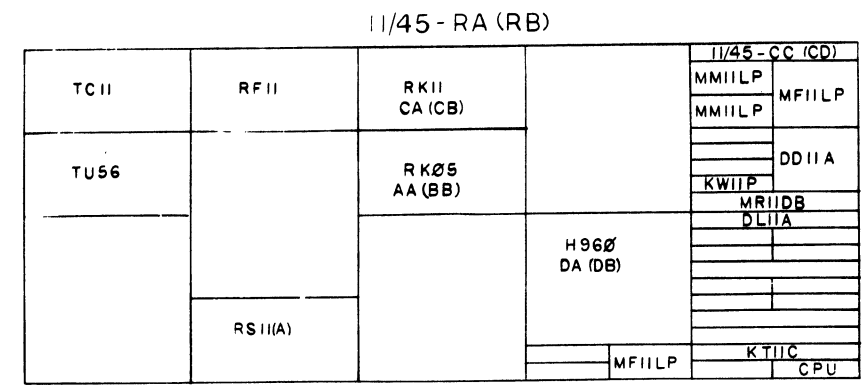 11/45 - RA (RB)
TC11
RF11
RK11
CA (CB)
TU56
RKØ5
AA (BB)
RS11(A)
H96Ø
DA (DB)
MF11LP
11/45 - CC (CD)
MM11LP
MM11LP
MF11LP
DD11A
KW11P
MR11DB
DL11A
KT11C
CPU